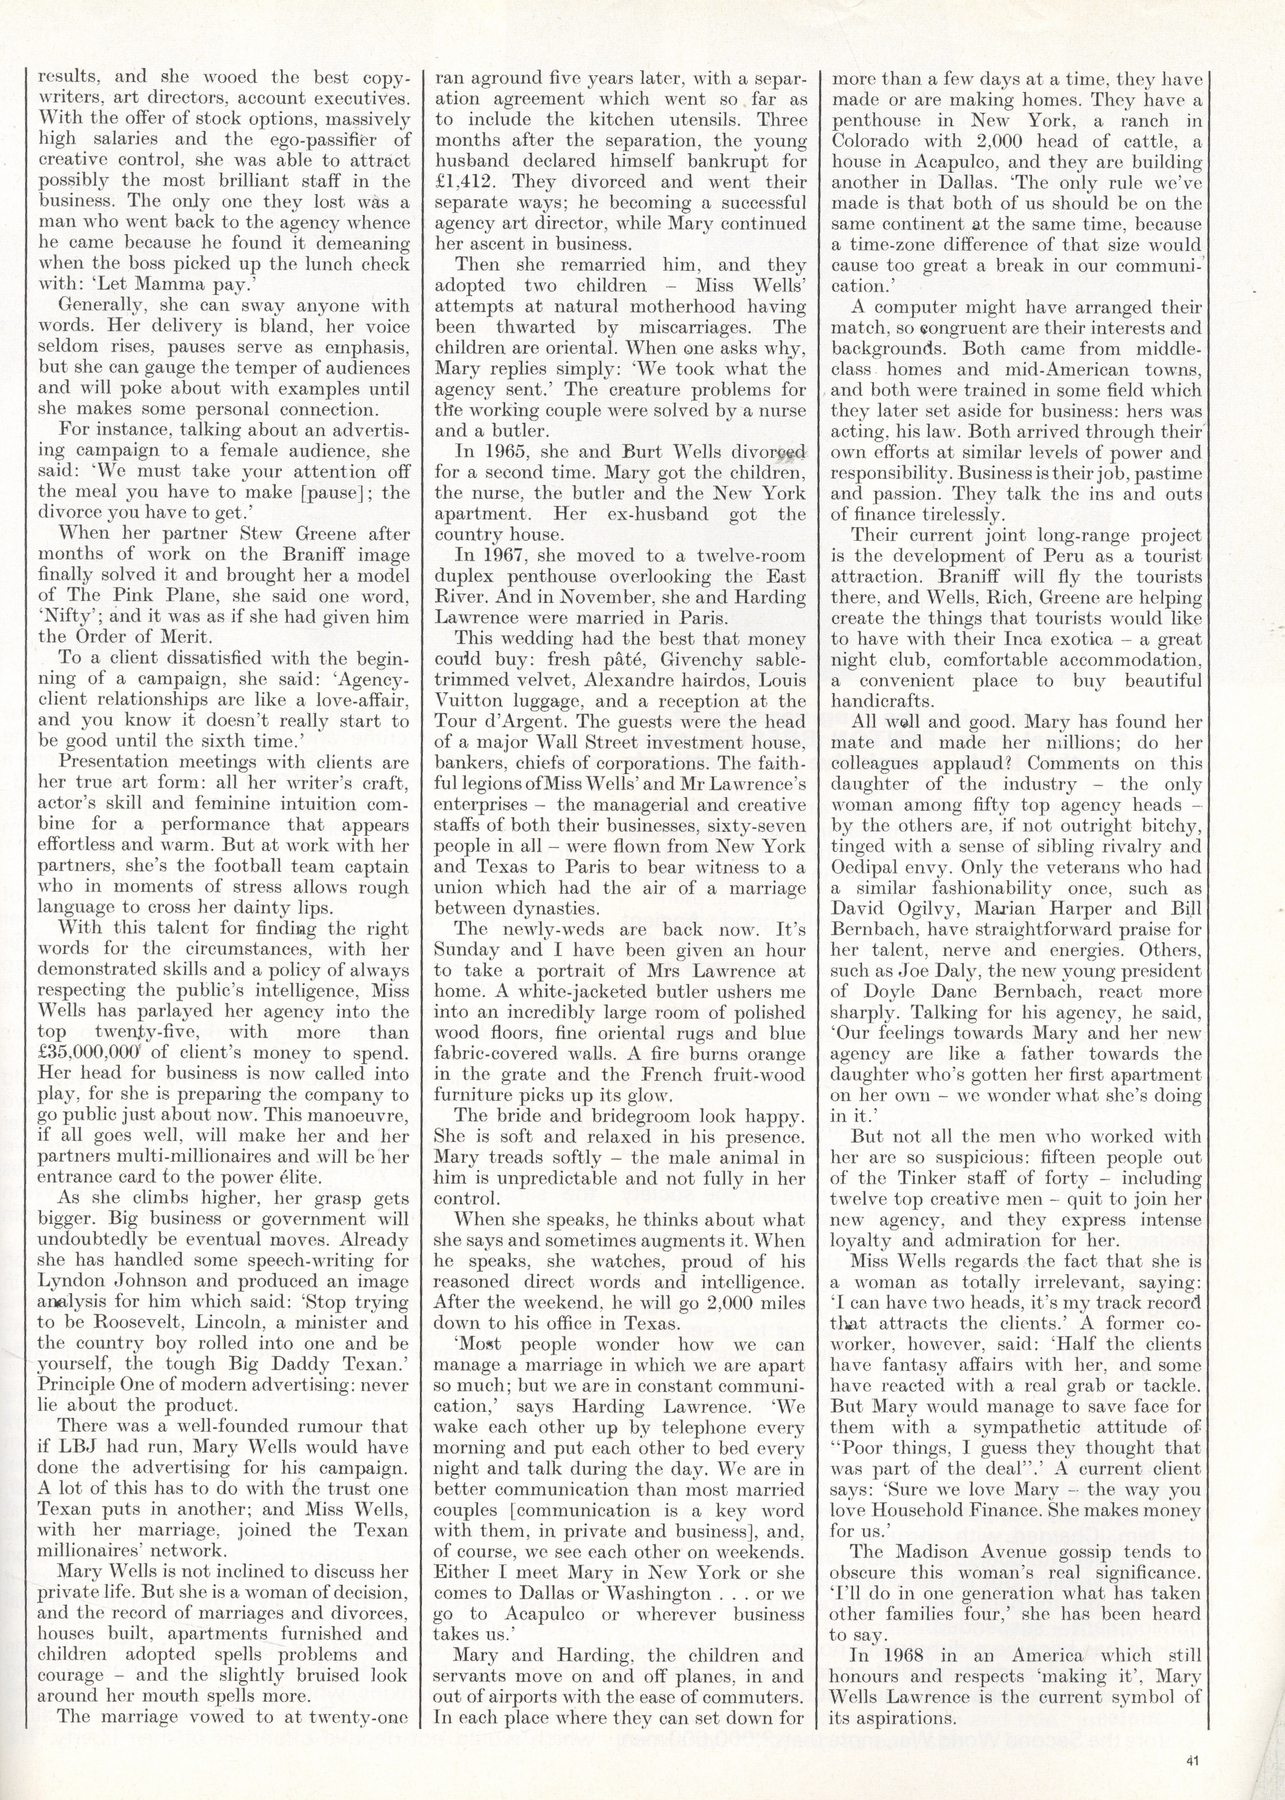 results, and she wooed the best copy-
writers, art directors, account executives.
With the offer of stock options, massively
high salaries and the ego-passifier of
creative control, she was able to attract
possibly the most brilliant staff in the
business. The only one they lost was a
man who went back to the agency whence
he came because he found it demeaning
when the boss picked up the lunch check
with: ‘Let Mamma pay.’
Generally, she can sway anyone with
words. Her delivery is bland, her voice
seldom rises, pauses serve as emphasis,
but she can gauge the temper of audiences
and will poke about with examples until
she makes some personal connection.
For instance, talking about an advertis-
ing campaign to a female audience, she
said: ‘We must take your attention off
the meal you have to make [pause]; the
divorce you have to get.’
When her partner Stew Greene after
months of work on the Braniff image
finally solved it and brought her a model
of The Pink Plane, she said one word,
‘Nifty’; and it was as if she had given him
the Order of Merit.
To a client dissatisfied with the begin-
ning of a campaign, she said: ‘Agency-
client relationships are like a love-affair,
and you know it doesn’t really start to
be good until the sixth time.’
Presentation meetings with clients are
her true art form: all her writer’s craft,
actor’s skill and feminine intuition com-
bine for a performance that appears
effortless and warm. But at work with her
partners, she’s the football team captain
who in moments of stress allows rough
language to cross her dainty lips.
With this talent for finding the right
words for the circumstances, with her
demonstrated skills and a policy of always
respecting the public’s intelligence, Miss
Wells has parlayed her agency into the
top twenty-five, with more than
£35,000,000 of client’s money to spend.
Her head for business is now called into
play, for she is preparing the company to
go public just about now. This manoeuvre,
if all goes well, will make her and her
partners multi-millionaires and will be her
entrance card to the power élite.
As she climbs higher, her grasp gets
bigger. Big business or government will
undoubtedly be eventual moves. Already
she has handled some speech-writing for
Lyndon Johnson and produced an image
analysis for him which said: ‘Stop trying
to be Roosevelt, Lincoln, a minister and
the country boy rolled into one and be
yourself, the tough Big Daddy Texan.’
Principle One of modern advertising: never
lie about the product.
There was a well-founded rumour that
if LBJ had run, Mary Wells would have
done the advertising for his campaign.
A lot of this has to do with the trust one
Texan puts in another; and Miss Wells,
with her marriage, joined the Texan
millionaires’ network.
Mary Wells is not inclined to discuss her
private life. But she is a woman of decision,
and the record of marriages and divorces,
houses built, apartments furnished and
children adopted spells problems and
courage – and the slightly bruised look
around her mouth spells more.
The marriage vowed to at twenty-one
ran aground five years later, with a separ-
ation agreement which went so far as
to include the kitchen utensils. Three
months after the separation, the young
husband declared himself bankrupt for
£1,412. They divorced and went their
separate ways; he becoming a successful
agency art director, while Mary continued
her ascent in business.
Then she remarried him, and they
adopted two children – Miss Wells’
attempts at natural motherhood having
been thwarted by miscarriages. The
children are oriental. When one asks why,
Mary replies simply: ‘We took what the
agency sent.’ The creature problems for
the working couple were solved by a nurse
and a butler.
In 1965, she and Burt Wells divorced
for a second time. Mary got the children,
the nurse, the butler and the New York
apartment. Her ex-husband got the
country house.
In 1967, she moved to a twelve-room
duplex penthouse overlooking the East
River. And in November, she and Harding
Lawrence were married in Paris.
This wedding had the best that money
could buy: fresh pâté, Givenchy sable-
trimmed velvet, Alexandre hairdos, Louis
Vuitton luggage, and a reception at the
Tour d’Argent. The guests were the head
of a major Wall Street investment house,
bankers, chiefs of corporations. The faith-
ful legions of Miss Wells’ and Mr Lawrence’s
enterprises – the managerial and creative
staffs of both their businesses, sixty-seven
people in all – were flown from New York
and Texas to Paris to bear witness to a
union which had the air of a marriage
between dynasties.
The newly-weds are back now. It’s
Sunday and I have been given an hour
to take a portrait of Mrs Lawrence at
home. A white-jacketed butler ushers me
into an incredibly large room of polished
wood floors, fine oriental rugs and blue
fabric-covered walls. A fire burns orange
in the grate and the French fruit-wood
furniture picks up its glow.
The bride and bridegroom look happy.
She is soft and relaxed in his presence.
Mary treads softly – the male animal in
him is unpredictable and not fully in her
control.
When she speaks, he thinks about what
she says and sometimes augments it. When
he speaks, she watches, proud of his
reasoned direct words and intelligence.
After the weekend, he will go 2,000 miles
down to his office in Texas.
‘Most people wonder how we can
manage a marriage in which we are apart
so much; but we are in constant communi-
cation,’ says Harding Lawrence. ‘We
wake each other up by telephone every
morning and put each other to bed every
night and talk during the day. We are in
better communication than most married
couples [communication is a key word
with them, in private and business], and,
of course, we see each other on weekends.
Either I meet Mary in New York or she
comes to Dallas or Washington . . . or we
go to Acapulco or wherever business
takes us.’
Mary and Harding, the children and
servants move on and off planes, in and
out of airports with the ease of commuters.
In each place where they can set down for
more than a few days at a time, they have
made or are making homes. They have a
penthouse in New York, a ranch in
Colorado with 2,000 head of cattle, a
house in Acapulco, and they are building
another in Dallas. ‘The only rule we’ve
made is that both of us should be on the
same continent at the same time, because
a time-zone difference of that size would
cause too great a break in our communi-
cation.’
A computer might have arranged their
match, so congruent are their interests and
backgrounds. Both came from middle-
class homes and mid-American towns,
and both were trained in some field which
they later set aside for business: hers was
acting, his law. Both arrived through their
own efforts at similar levels of power and
responsibility. Business is their job, pastime
and passion. They talk the ins and outs
of finance tirelessly.
Their current joint long-range project
is the development of Peru as a tourist
attraction. Braniff will fly the tourists
there, and Wells, Rich, Greene are helping
create the things that tourists would like
to have with their Inca exotica – a great
night club, comfortable accommodation,
a convenient place to buy beautiful
handicrafts.
All well and good. Mary has found her
mate and made her millions; do her
colleagues applaud? Comments on this
daughter of the industry – the only
woman among fifty top agency heads –
by the others are, if not outright bitchy,
tinged with a sense of sibling rivalry and
Oedipal envy. Only the veterans who had
a similar fashionability once, such as
David Ogilvy, Marian Harper and Bill
Bernbach, have straightforward praise for
her talent, nerve and energies. Others,
such as Joe Daly, the new young president
of Doyle Dane Bernbach, react more
sharply. Talking for his agency, he said,
‘Our feelings towards Mary and her new
agency are like a father towards the
daughter who’s gotten her first apartment
on her own – we wonder what she’s doing
in it.’
But not all the men who worked with
her are so suspicious: fifteen people out
of the Tinker staff of forty – including
twelve top creative men – quit to join her
new agency, and they express intense
loyalty and admiration for her.
Miss Wells regards the fact that she is
a woman as totally irrelevant, saying:
‘I can have two heads, it’s my track record
that attracts the clients.’ A former co-
worker, however, said: ‘Half the clients
have fantasy affairs with her, and some
have reacted with a real grab or tackle.
But Mary would manage to save face for
them with a sympathetic attitude of
“Poor things, I guess they thought that
was part of the deal”.’ A current client
says: ‘Sure we love Mary – the way you
love Household Finance. She makes money
for us.’
The Madison Avenue gossip tends to
obscure this woman’s real significance.
‘I’ll do in one generation what has taken
other families four,’ she has been heard
to say.
In 1968 in an America which still
honours and respects ‘making it’, Mary
Wells Lawrence is the current symbol of
its aspirations.
41